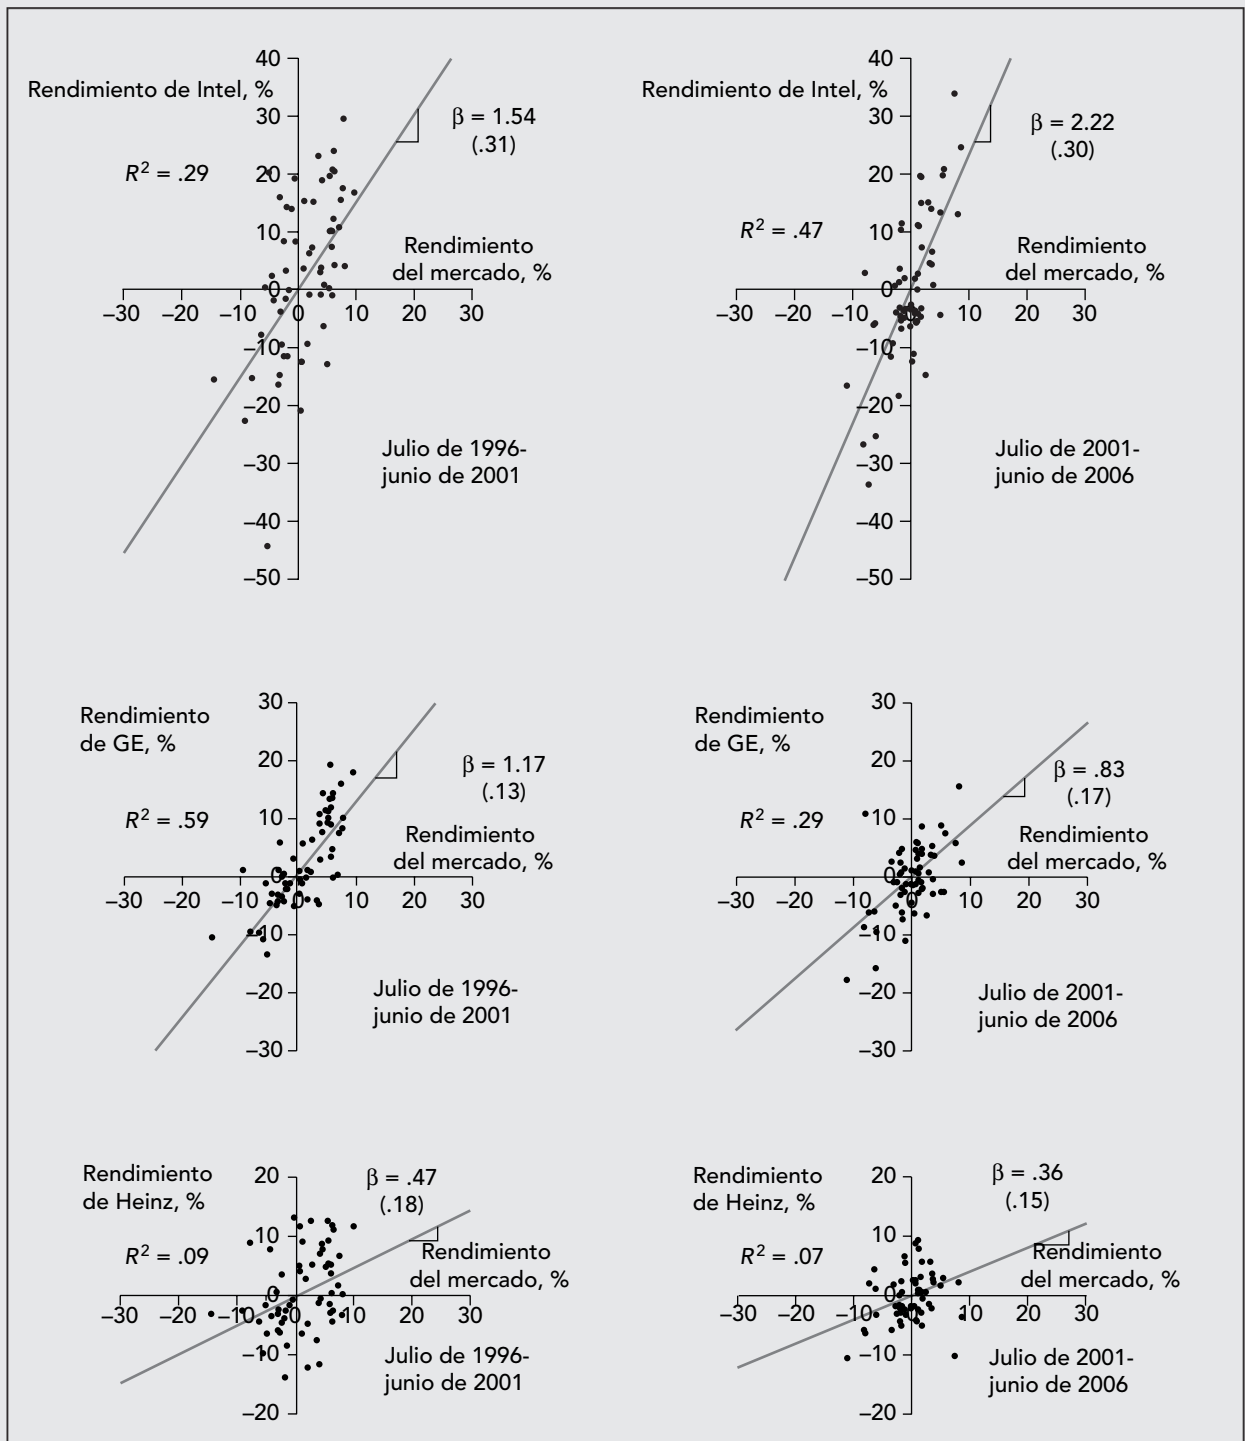 40
Rendimiento de Intel, %
30
β = 1.54
(.31)
R² = .29
20
10
Rendimiento
del mercado, %
0
–30 –20 –10 0 10 20 30
–10
–20
Julio de 1996-
junio de 2001
–30
–40
–50
40
Rendimiento de Intel, %
30
β = 2.22
(.30)
20
R² = .47
10
Rendimiento
del mercado, %
0
–30 –20 –10 0 10 20 30
–10
–20
Julio de 2001-
junio de 2006
–30
–40
–50
30
Rendimiento
de GE, %
20
β = 1.17
(.13)
R² = .59
10
Rendimiento
del mercado, %
0
–30 –20 –10 0 10 20 30
–10
–20
Julio de 1996-
junio de 2001
–30
30
Rendimiento
de GE, %
20
β = .83
(.17)
R² = .29
10
Rendimiento
del mercado, %
0
–30 –20 –10 0 10 20 30
–10
–20
Julio de 2001-
junio de 2006
–30
20
Rendimiento
de Heinz, %
β = .47
(.18)
10
R² = .09
Rendimiento
del mercado, %
0
–30 –20 –10 0 10 20 30
–10
Julio de 1996-
junio de 2001
–20
20
Rendimiento
de Heinz, %
β = .36
(.15)
10
R² = .07
Rendimiento
del mercado, %
0
–30 –20 –10 0 10 20 30
–10
Julio de 2001-
junio de 2006
–20